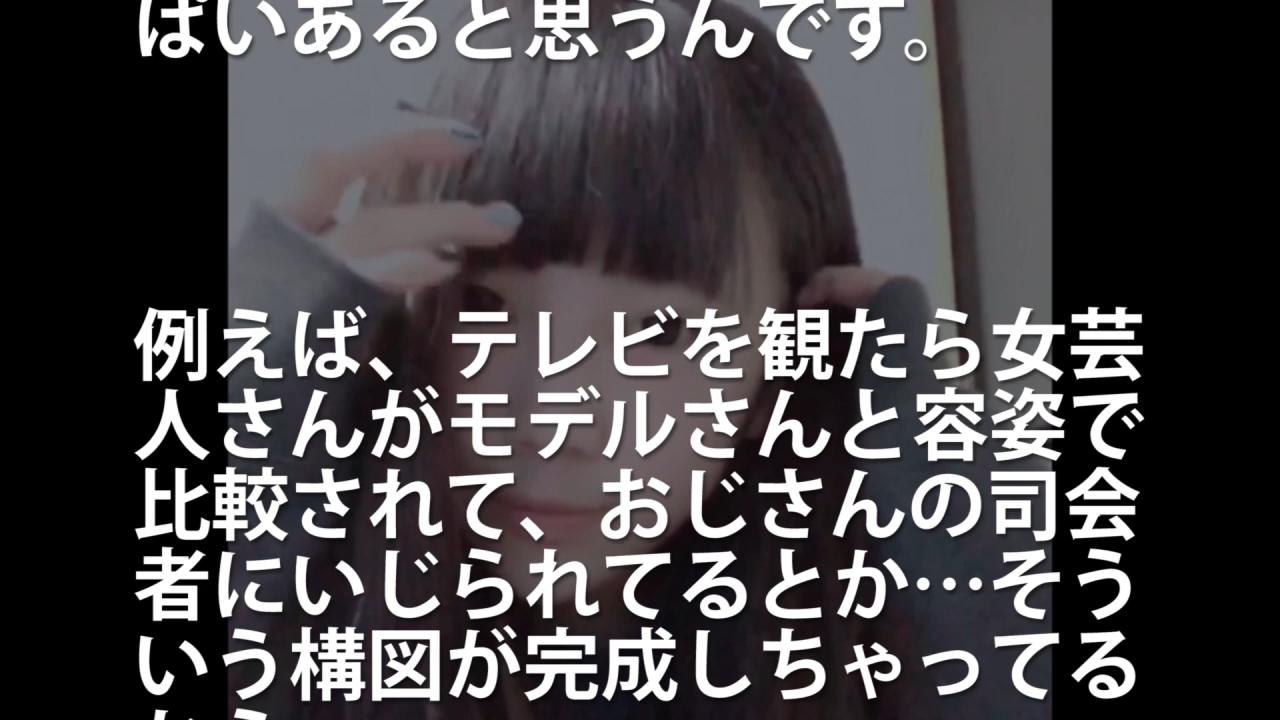 ぱいあると思うんです。
例えば、テレビを観たら女芸
人さんがモデルさんと容姿で
比較されて、おじさんの司会
者にいじられてるとか…そう
いう構図が完成しちゃってる